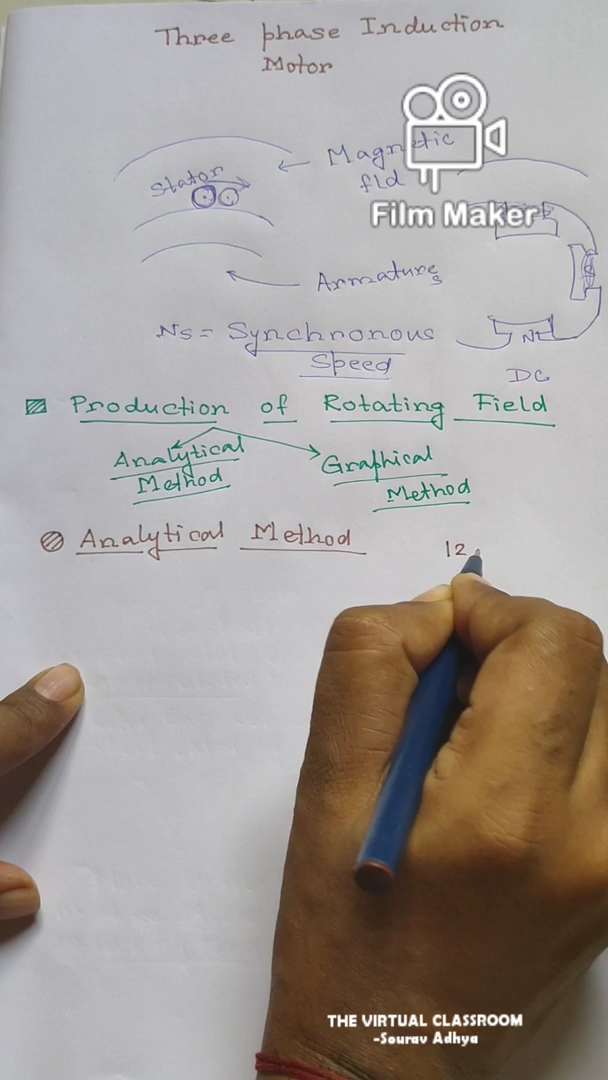 Three phase Induction
Motor
Magnetic
fld
Stator
Film Maker
Armatures
Ns = Synchronous
Speed
N
DC
Production of Rotating Field
Analytical
Method
Graphical
Method
Analytical Method
12
THE VIRTUAL CLASSROOM
-Sourav Adhya